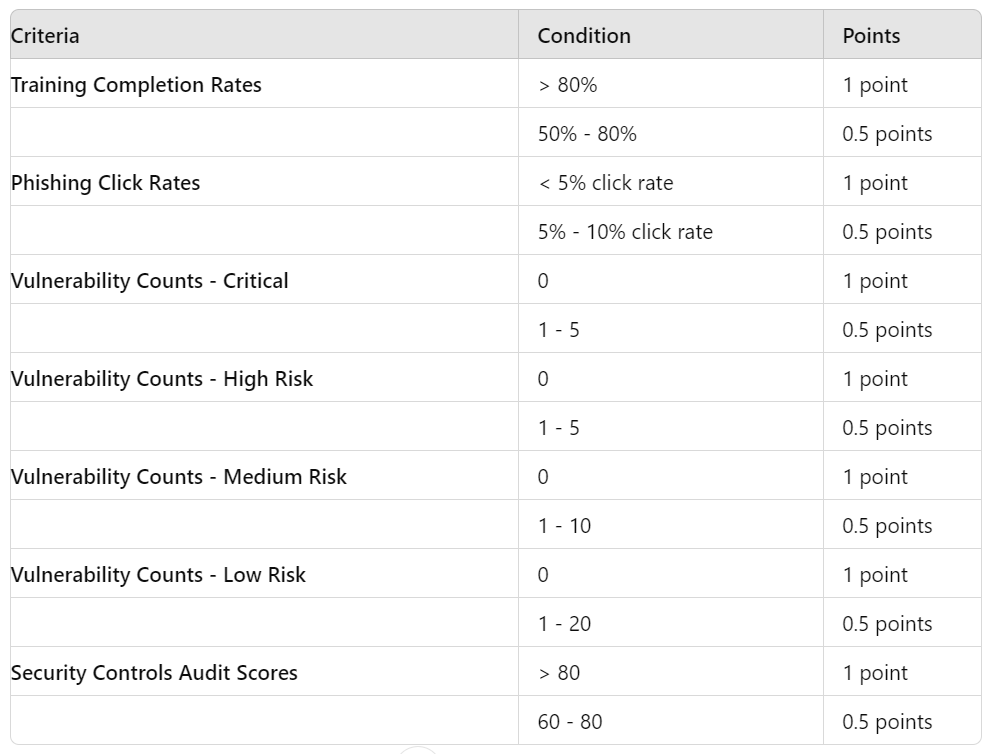 Criteria Condition Points
Training Completion Rates > 80% 1 point
50% - 80% 0.5 points
Phishing Click Rates < 5% click rate 1 point
5% - 10% click rate 0.5 points
Vulnerability Counts - Critical 0 1 point
1 - 5 0.5 points
Vulnerability Counts - High Risk 0 1 point
1 - 5 0.5 points
Vulnerability Counts - Medium Risk 0 1 point
1 - 10 0.5 points
Vulnerability Counts - Low Risk 0 1 point
1 - 20 0.5 points
Security Controls Audit Scores > 80 1 point
60 - 80 0.5 points